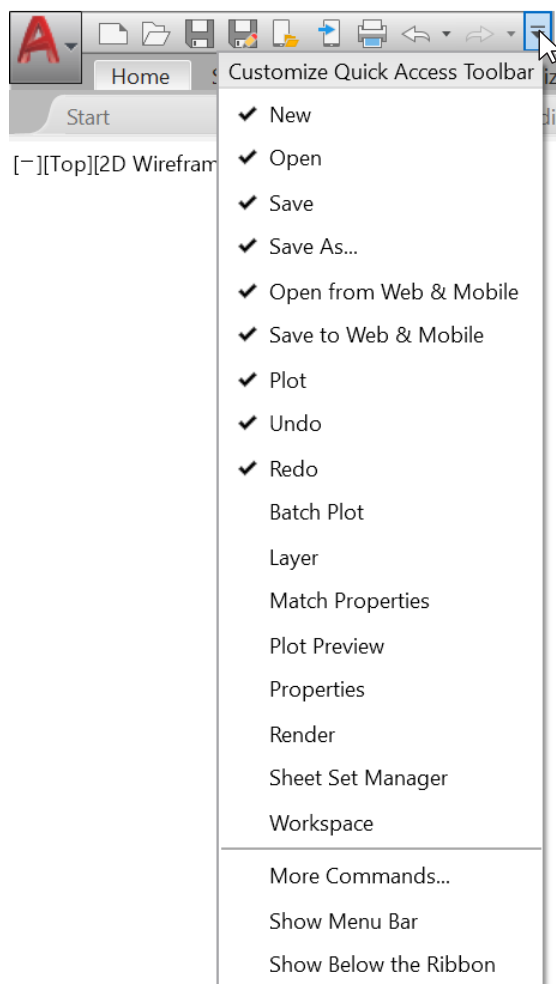 Home
Customize Quick Access Toolbar
Start
New
[−][Top][2D Wirefram
Open
Save
Save As...
Open from Web & Mobile
Save to Web & Mobile
Plot
Undo
Redo
Batch Plot
Layer
Match Properties
Plot Preview
Properties
Render
Sheet Set Manager
Workspace
More Commands...
Show Menu Bar
Show Below the Ribbon